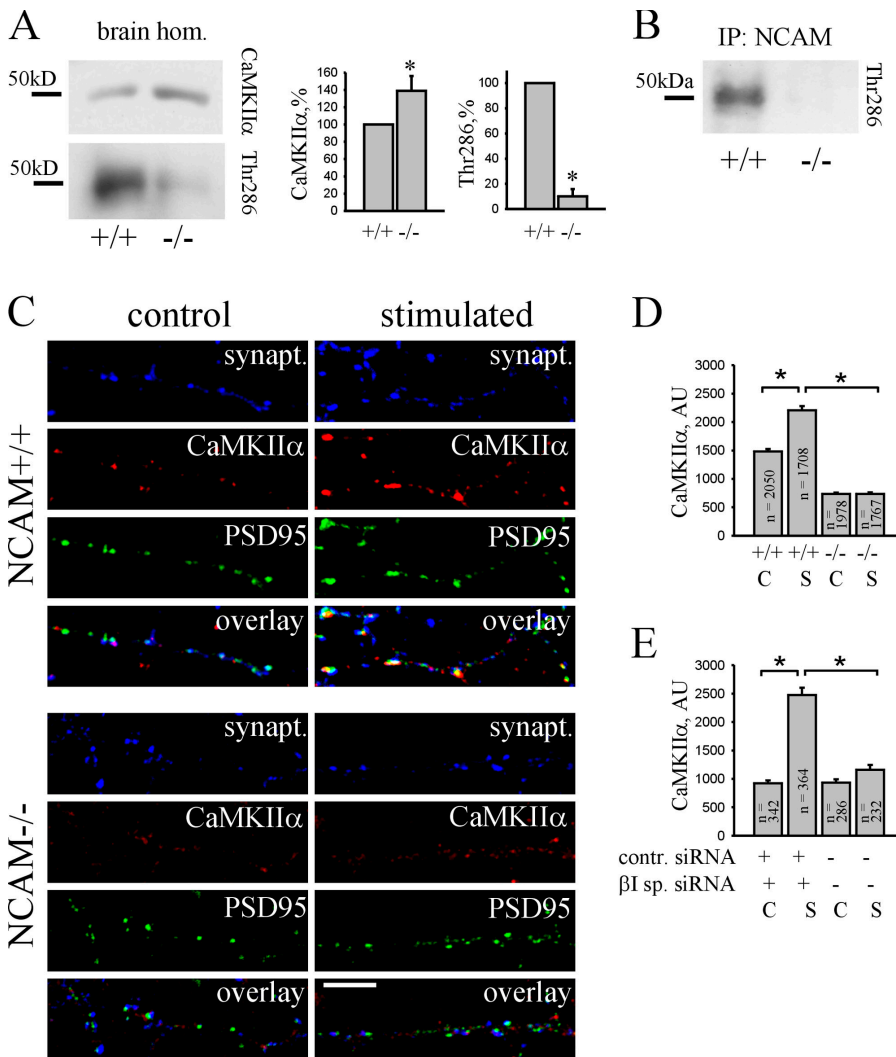 A
brain hom.
50kD
CaMKIIα
50kD
Thr286
+/+ -/-
CaMKIIα,%
160
140
120
100
80
60
40
20
0
*
+/+ -/-
Thr286,%
100
80
60
40
20
0
*
+/+ -/-
B
IP: NCAM
50kDa
Thr286
+/+ -/-
C
control stimulated
NCAM+/+
synapt. synapt.
CaMKIIα CaMKIIα
PSD95 PSD95
overlay overlay
NCAM-/-
synapt. synapt.
CaMKIIα CaMKIIα
PSD95 PSD95
overlay overlay
D
CaMKIIα, AU
3000
2500
2000
1500
1000
500
0
* *
n = 2050
n = 1708
n = 1978
n = 1767
+/+ +/+ -/- -/-
C S C S
E
CaMKIIα, AU
3000
2500
2000
1500
1000
500
0
* *
n = 342
n = 364
n = 286
n = 232
contr. siRNA + + - -
βI sp. siRNA + + - -
C S C S